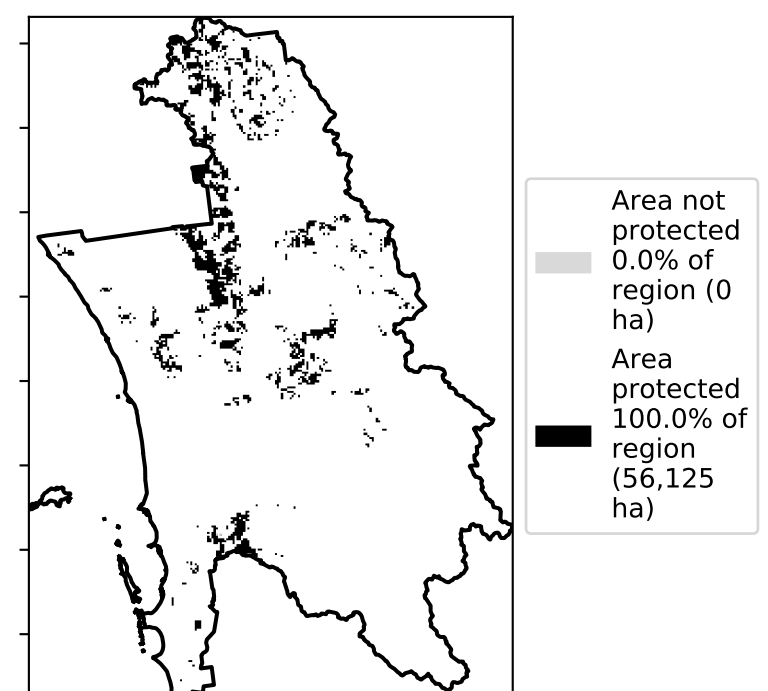 Area not
protected
0.0% of
region (0
ha)
Area
protected
100.0% of
region
(56,125
ha)